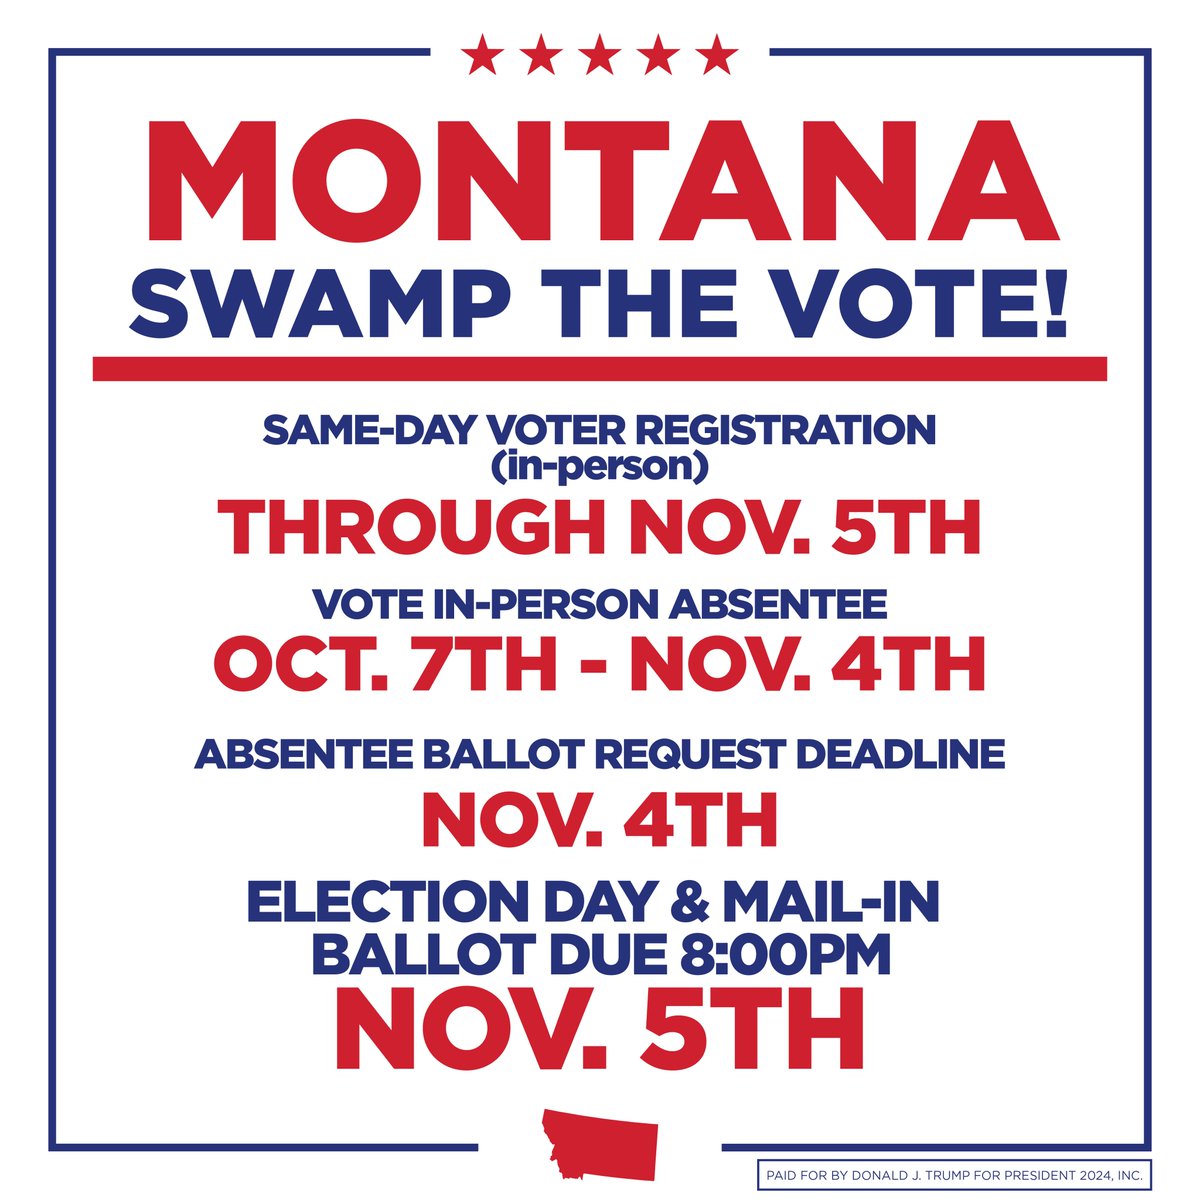 MONTANA
SWAMP THE VOTE!
SAME-DAY VOTER REGISTRATION
(in-person)
THROUGH NOV. 5TH
VOTE IN-PERSON ABSENTEE
OCT. 7TH - NOV. 4TH
ABSENTEE BALLOT REQUEST DEADLINE
NOV. 4TH
ELECTION DAY & MAIL-IN
BALLOT DUE 8:00PM
NOV. 5TH
PAID FOR BY DONALD J. TRUMP FOR PRESIDENT 2024, INC.